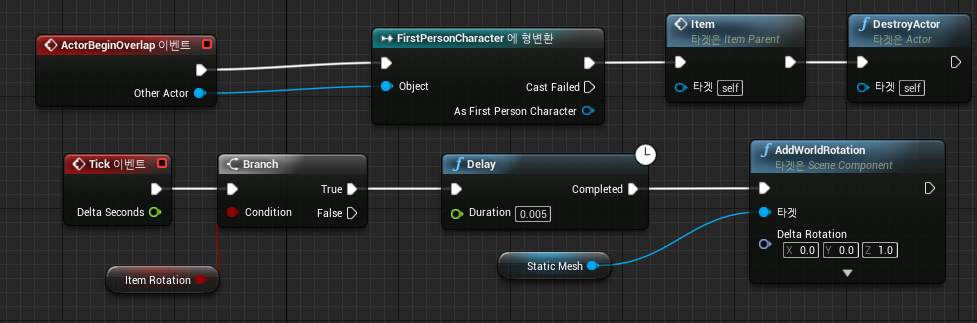 ActorBeginOverlap 이벤트
Other Actor
FirstPersonCharacter 에 형변환
Object
Cast Failed
As First Person Character
Item
타겟은 Item Parent
타겟 self
DestroyActor
타겟은 Actor
타겟 self
Tick 이벤트
Delta Seconds
Branch
True
Condition
False
Item Rotation
Delay
Completed
Duration 0.005
Static Mesh
AddWorldRotation
타겟은 Scene Component
타겟
Delta Rotation
X 0.0 Y 0.0 Z 1.0